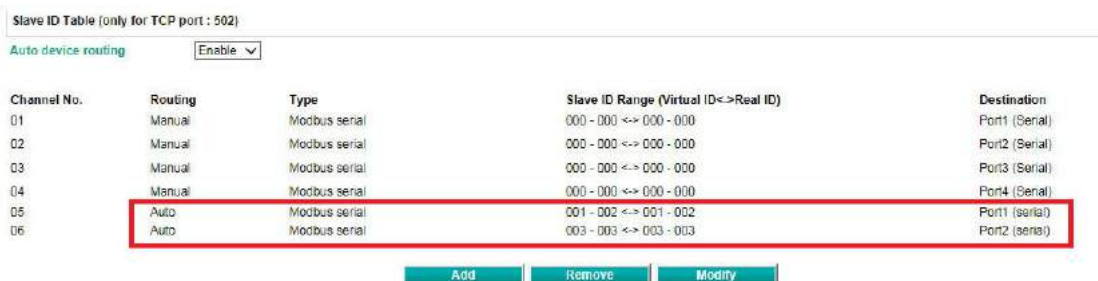 Slave ID Table (only for TCP port : 502)
Auto device routing Enable
Channel No. Routing Type Slave ID Range (Virtual ID<->Real ID) Destination
01 Manual Modbus serial 000 - 000 <-> 000 - 000 Port1 (Serial)
02 Manual Modbus serial 000 - 000 <-> 000 - 000 Port2 (Serial)
03 Manual Modbus serial 000 - 000 <-> 000 - 000 Port3 (Serial)
04 Manual Modbus serial 000 - 000 <-> 000 - 000 Port4 (Serial)
05 Auto Modbus serial 001 - 002 <-> 001 - 002 Port1 (serial)
06 Auto Modbus serial 003 - 003 <-> 003 - 003 Port2 (serial)
Add Remove Modify